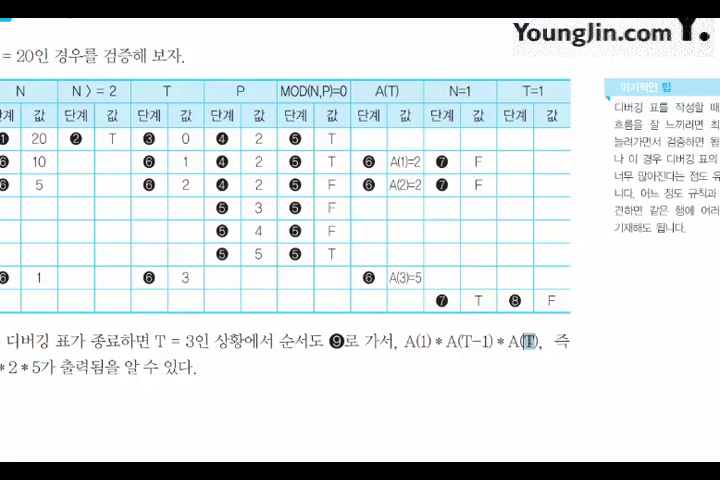 YoungJin.com Y.
= 20인 경우를 검증해 보자.
N N 〉= 2 T P MOD(N,P)=0 A(T) N=1 T=1
단계 값 단계 값 단계 값 단계 값 단계 값 단계 값 단계 값 단계 값
❶ 20 ❷ T ❸ 0 ❹ 2 ❺ T
❻ 10 ❻ 1 ❹ 2 ❺ T ❻ A(1)=2 ❼ F
❻ 5 ❻ 2 ❹ 2 ❺ F ❻ A(2)=2 ❼ F
❺ 3 ❺ F
❺ 4 ❺ F
❺ 5 ❺ T
❻ 1 ❻ 3 ❻ A(3)=5
❼ T ❽ F
디버깅 표가 종료하면 T = 3인 상황에서 순서도 ❾로 가서, A(1)*A(T-1)*A(T), 즉
*2*5가 출력됨을 알 수 있다.
이기적인 팁
디버깅 표를 작성할 때
흐름을 잘 느끼려면 최
늘려가면서 검증하면 됩
나 이 경우 디버깅 표의
너무 많아진다는 점도 유
니다. 어느 정도 규칙과
견하면 같은 행에 여러
기재해도 됩니다.